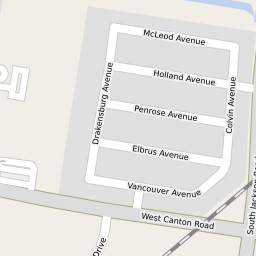 McLeod Avenue
Holland Avenue
Drakensburg Avenue
Colvin Avenue
Penrose Avenue
Elbrus Avenue
Vancouver Avenue
West Canton Road
South Jackson Road
Drive